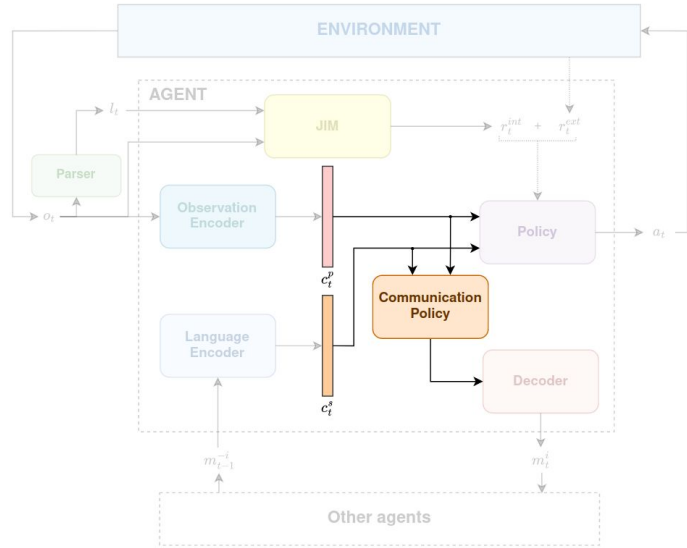 ENVIRONMENT
AGENT
l_t
JIM
r_t^{int} + r_t^{ext}
Parser
o_t
Observation
Encoder
Policy
a_t
c_t^p
Communication
Policy
Language
Encoder
Decoder
c_t^s
m_{t-1}^{-i}
m_t^i
Other agents